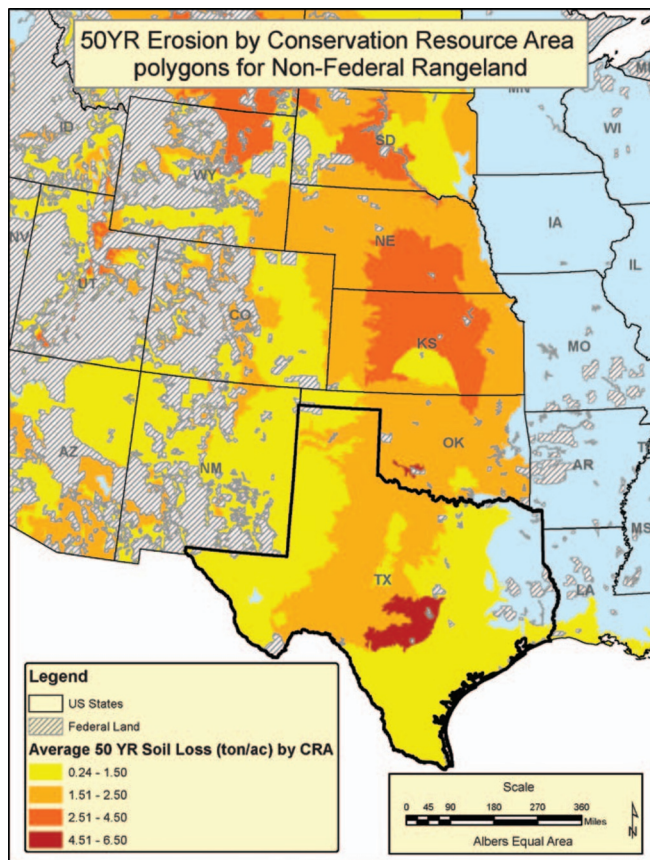 50YR Erosion by Conservation Resource Area
polygons for Non-Federal Rangeland
MN
ID
SD
WI
WY
IA
NV
NE
IL
UT
CO
KS
MO
AZ
NM
OK
AR
MS
TX
LA
Legend
US States
Federal Land
Average 50 YR Soil Loss (ton/ac) by CRA
0.24 - 1.50
1.51 - 2.50
2.51 - 4.50
4.51 - 6.50
Scale
0 45 90 180 270 360
Miles
N
Albers Equal Area